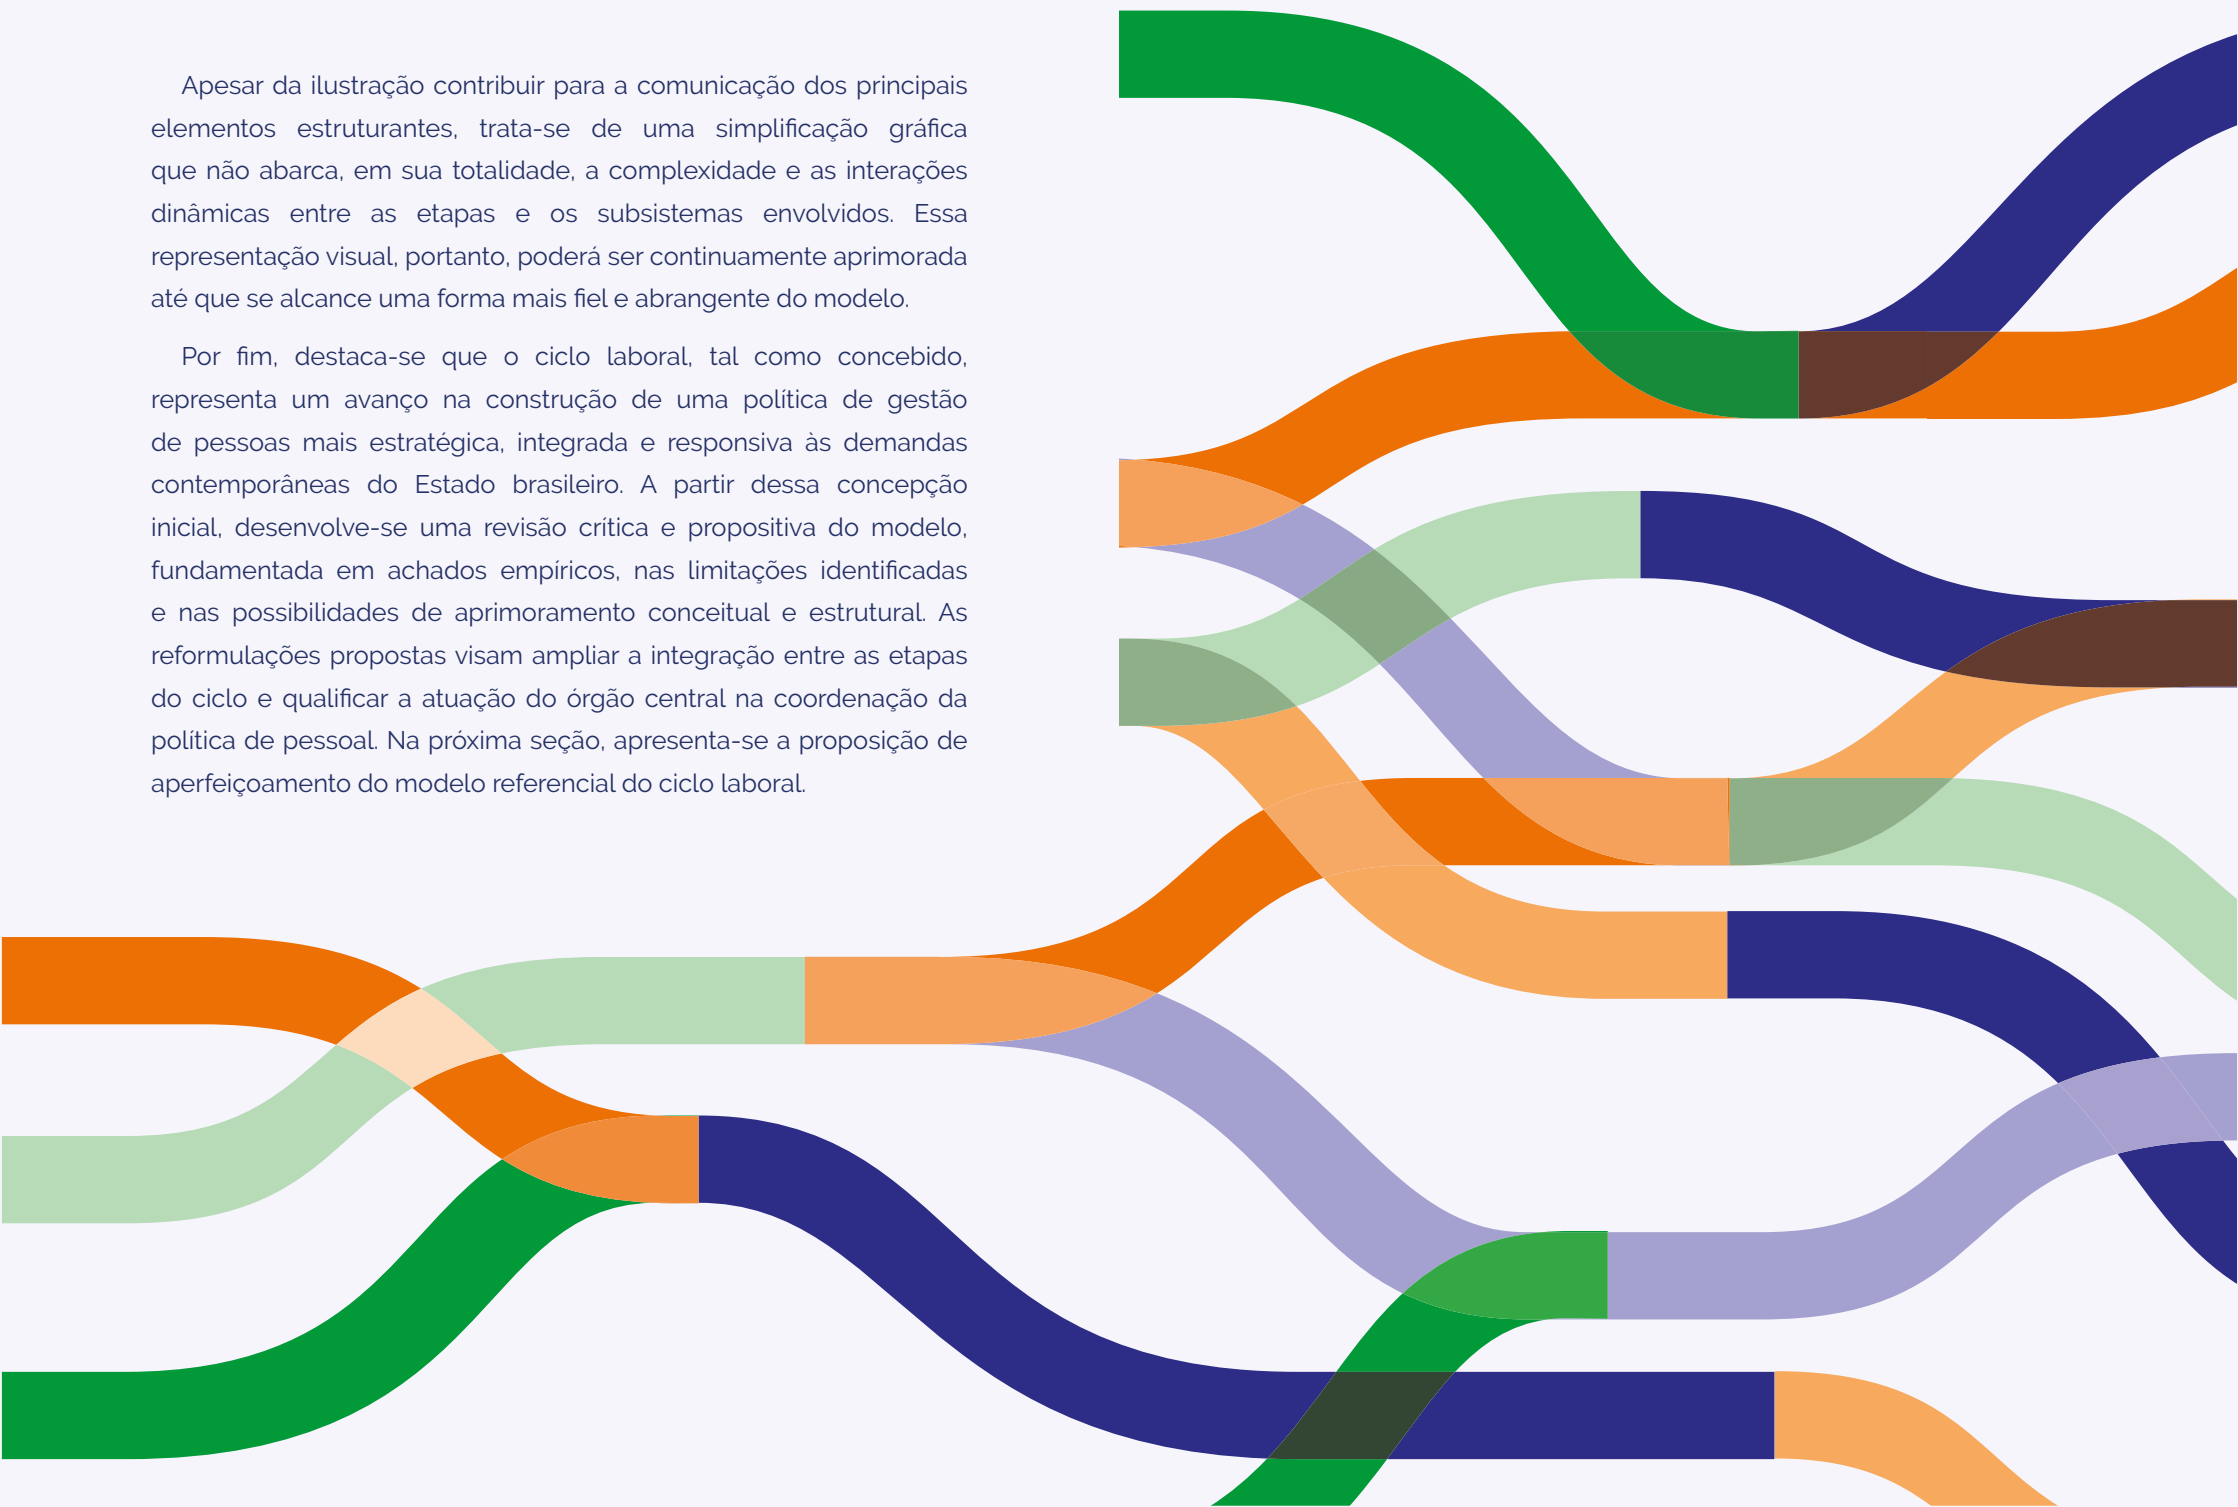 Apesar da ilustração contribuir para a comunicação dos principais
elementos estruturantes, trata-se de uma simplificação gráfica
que não abarca, em sua totalidade, a complexidade e as interações
dinâmicas entre as etapas e os subsistemas envolvidos. Essa
representação visual, portanto, poderá ser continuamente aprimorada
até que se alcance uma forma mais fiel e abrangente do modelo.
Por fim, destaca-se que o ciclo laboral, tal como concebido,
representa um avanço na construção de uma política de gestão
de pessoas mais estratégica, integrada e responsiva às demandas
contemporâneas do Estado brasileiro. A partir dessa concepção
inicial, desenvolve-se uma revisão crítica e propositiva do modelo,
fundamentada em achados empíricos, nas limitações identificadas
e nas possibilidades de aprimoramento conceitual e estrutural. As
reformulações propostas visam ampliar a integração entre as etapas
do ciclo e qualificar a atuação do órgão central na coordenação da
política de pessoal. Na próxima seção, apresenta-se a proposição de
aperfeiçoamento do modelo referencial do ciclo laboral.